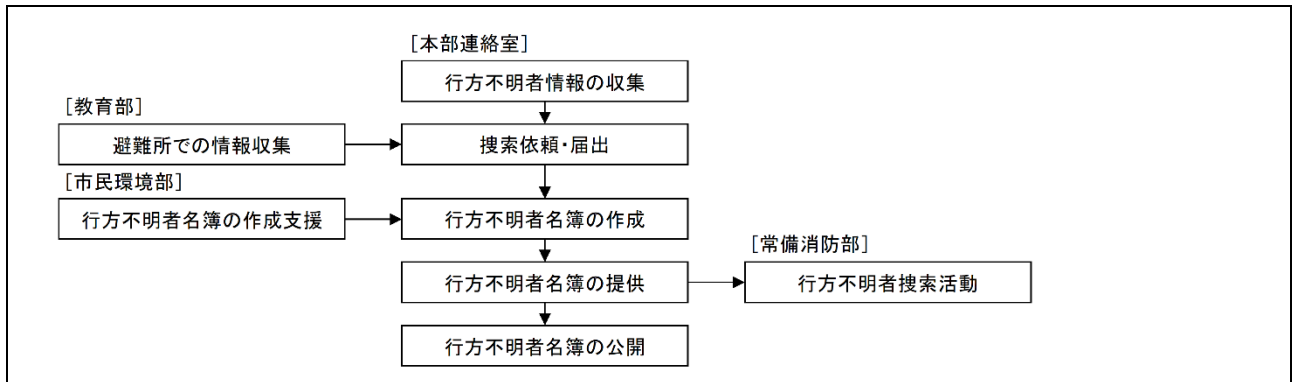 ［本部連絡室］
行方不明者情報の収集
［教育部］
避難所での情報収集
捜索依頼・届出
［市民環境部］
行方不明者名簿の作成支援
行方不明者名簿の作成
［常備消防部］
行方不明者名簿の提供
行方不明者捜索活動
行方不明者名簿の公開